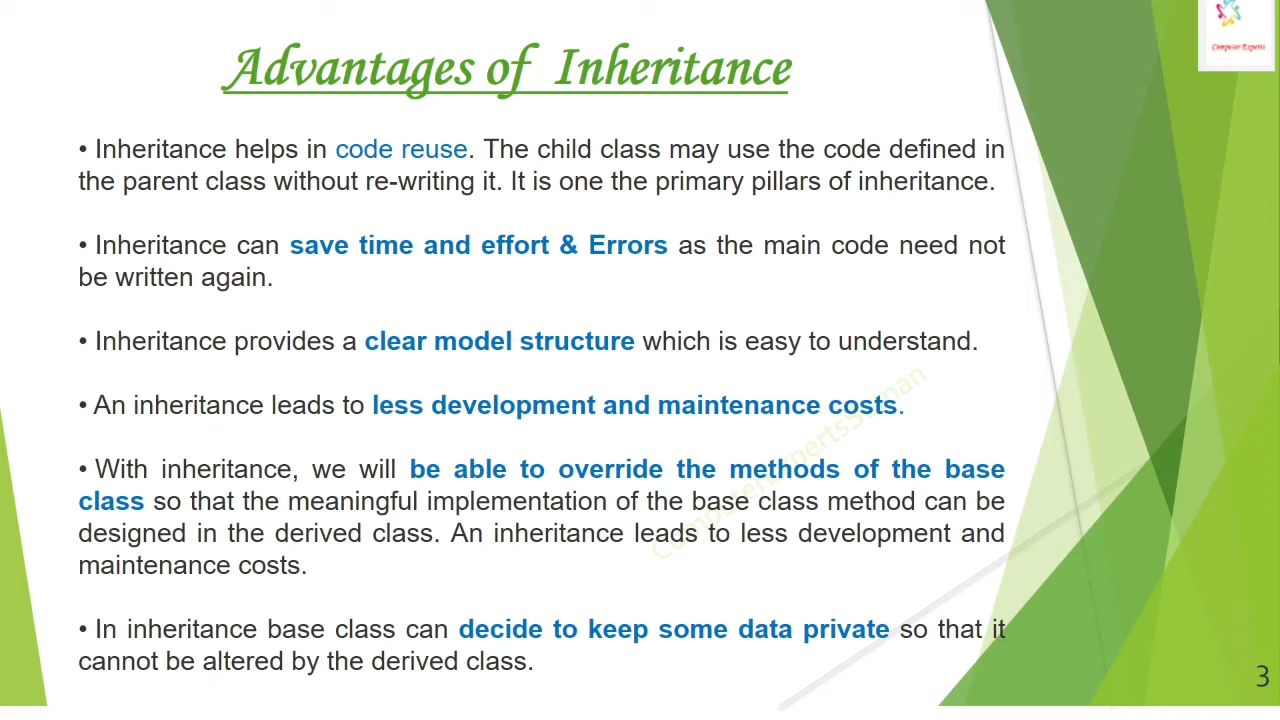 Computer Experts
Advantages of Inheritance
• Inheritance helps in code reuse. The child class may use the code defined in
the parent class without re-writing it. It is one the primary pillars of inheritance.
• Inheritance can save time and effort & Errors as the main code need not
be written again.
• Inheritance provides a clear model structure which is easy to understand.
• An inheritance leads to less development and maintenance costs.
• With inheritance, we will be able to override the methods of the base
class so that the meaningful implementation of the base class method can be
designed in the derived class. An inheritance leads to less development and
maintenance costs.
• In inheritance base class can decide to keep some data private so that it
cannot be altered by the derived class.
3